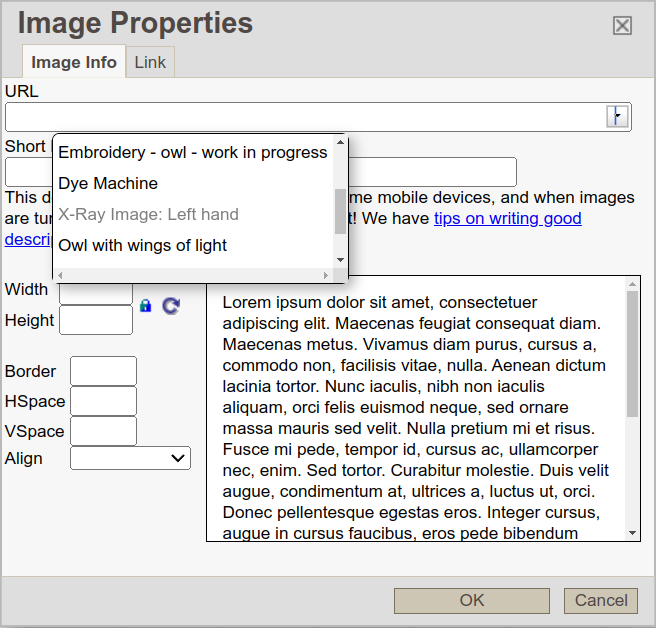 Image Properties
Image Info
Link
URL
Short
Embroidery - owl - work in progress
Dye Machine
X-Ray Image: Left hand
Owl with wings of light
This me mobile devices, and when images
are t! We have tips on writing good
Width
Height
Border
HSpace
VSpace
Align
Lorem ipsum dolor sit amet, consectetuer
adipiscing elit. Maecenas feugiat consequat diam.
Maecenas metus. Vivamus diam purus, cursus a,
commodo non, facilisis vitae, nulla. Aenean dictum
lacinia tortor. Nunc iaculis, nibh non iaculis
aliquam, orci felis euismod neque, sed ornare
massa mauris sed velit. Nulla pretium mi et risus.
Fusce mi pede, tempor id, cursus ac, ullamcorper
nec, enim. Sed tortor. Curabitur molestie. Duis velit
augue, condimentum at, ultrices a, luctus ut, orci.
Donec pellentesque egestas eros. Integer cursus,
augue in cursus faucibus, eros pede bibendum
OK
Cancel